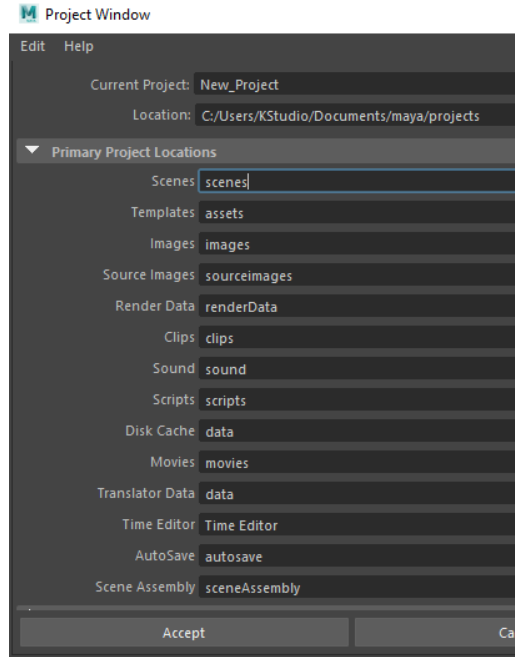 Project Window
Edit Help
Current Project: New_Project
Location: C:/Users/KStudio/Documents/maya/projects
Primary Project Locations
Scenes scenes
Templates assets
Images images
Source Images sourceimages
Render Data renderData
Clips clips
Sound sound
Scripts scripts
Disk Cache data
Movies movies
Translator Data data
Time Editor Time Editor
AutoSave autosave
Scene Assembly sceneAssembly
Accept Ca